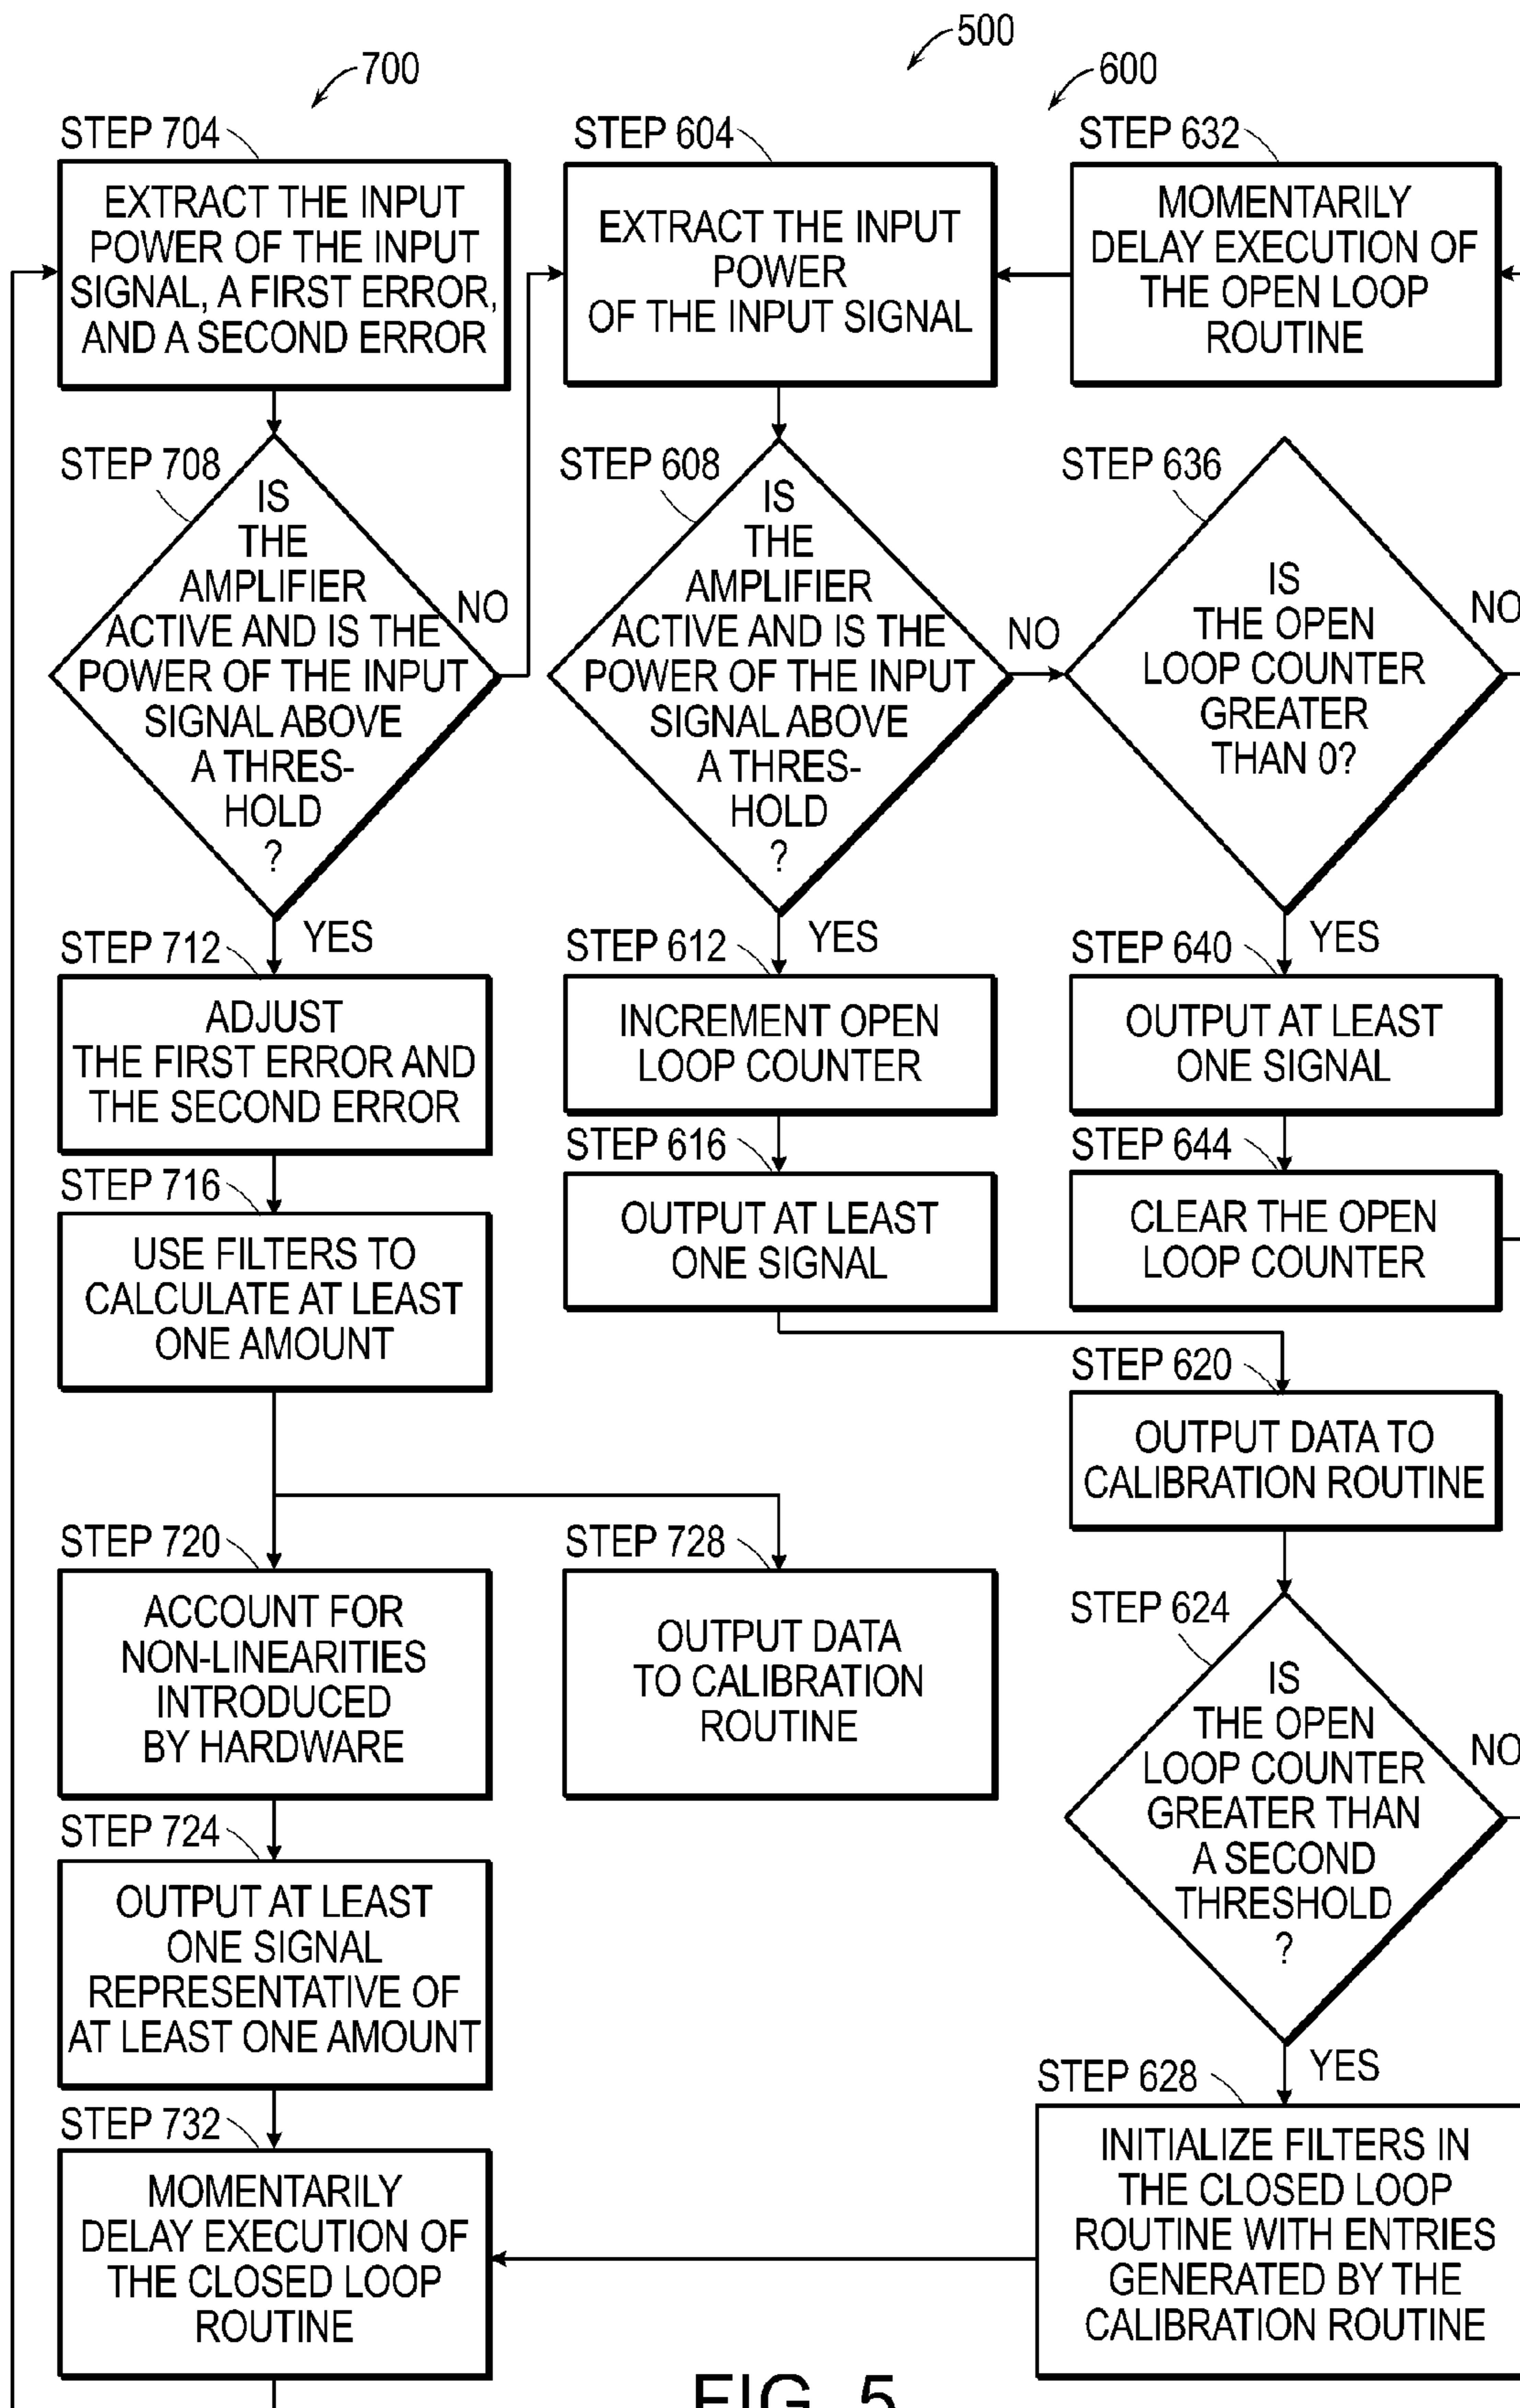 500
700
600
STEP 704
EXTRACT THE INPUT
POWER OF THE INPUT
SIGNAL, A FIRST ERROR,
AND A SECOND ERROR
STEP 604
EXTRACT THE INPUT
POWER
OF THE INPUT SIGNAL
STEP 632
MOMENTARILY
DELAY EXECUTION OF
THE OPEN LOOP
ROUTINE
STEP 708
IS
THE
AMPLIFIER
ACTIVE AND IS THE
POWER OF THE INPUT
SIGNAL ABOVE
A THRES-
HOLD
?
NO
YES
STEP 608
IS
THE
AMPLIFIER
ACTIVE AND IS THE
POWER OF THE INPUT
SIGNAL ABOVE
A THRES-
HOLD
?
NO
YES
STEP 636
IS
THE OPEN
LOOP COUNTER
GREATER
THAN 0?
NO
YES
STEP 712
ADJUST
THE FIRST ERROR AND
THE SECOND ERROR
STEP 612
INCREMENT OPEN
LOOP COUNTER
STEP 640
OUTPUT AT LEAST
ONE SIGNAL
STEP 716
USE FILTERS TO
CALCULATE AT LEAST
ONE AMOUNT
STEP 616
OUTPUT AT LEAST
ONE SIGNAL
STEP 644
CLEAR THE OPEN
LOOP COUNTER
STEP 620
OUTPUT DATA TO
CALIBRATION ROUTINE
STEP 720
ACCOUNT FOR
NON-LINEARITIES
INTRODUCED
BY HARDWARE
STEP 728
OUTPUT DATA
TO CALIBRATION
ROUTINE
STEP 624
IS
THE OPEN
LOOP COUNTER
GREATER THAN
A SECOND
THRESHOLD
?
NO
YES
STEP 724
OUTPUT AT LEAST
ONE SIGNAL
REPRESENTATIVE OF
AT LEAST ONE AMOUNT
STEP 628
INITIALIZE FILTERS IN
THE CLOSED LOOP
ROUTINE WITH ENTRIES
GENERATED BY THE
CALIBRATION ROUTINE
STEP 732
MOMENTARILY
DELAY EXECUTION OF
THE CLOSED LOOP
ROUTINE
FIG. 5